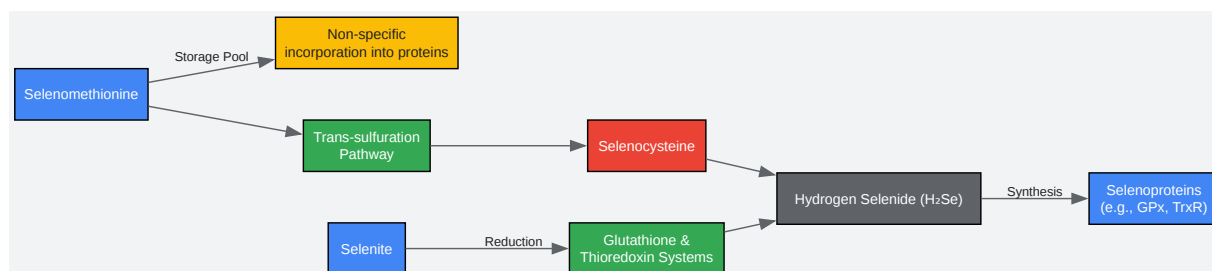 Non-specific
incorporation into proteins
Storage Pool
Selenomethionine
Trans-sulfuration
Pathway
Selenocysteine
Hydrogen Selenide (H₂Se)
Synthesis
Selenoproteins
(e.g., GPx, TrxR)
Selenite
Reduction
Glutathione &
Thioredoxin Systems